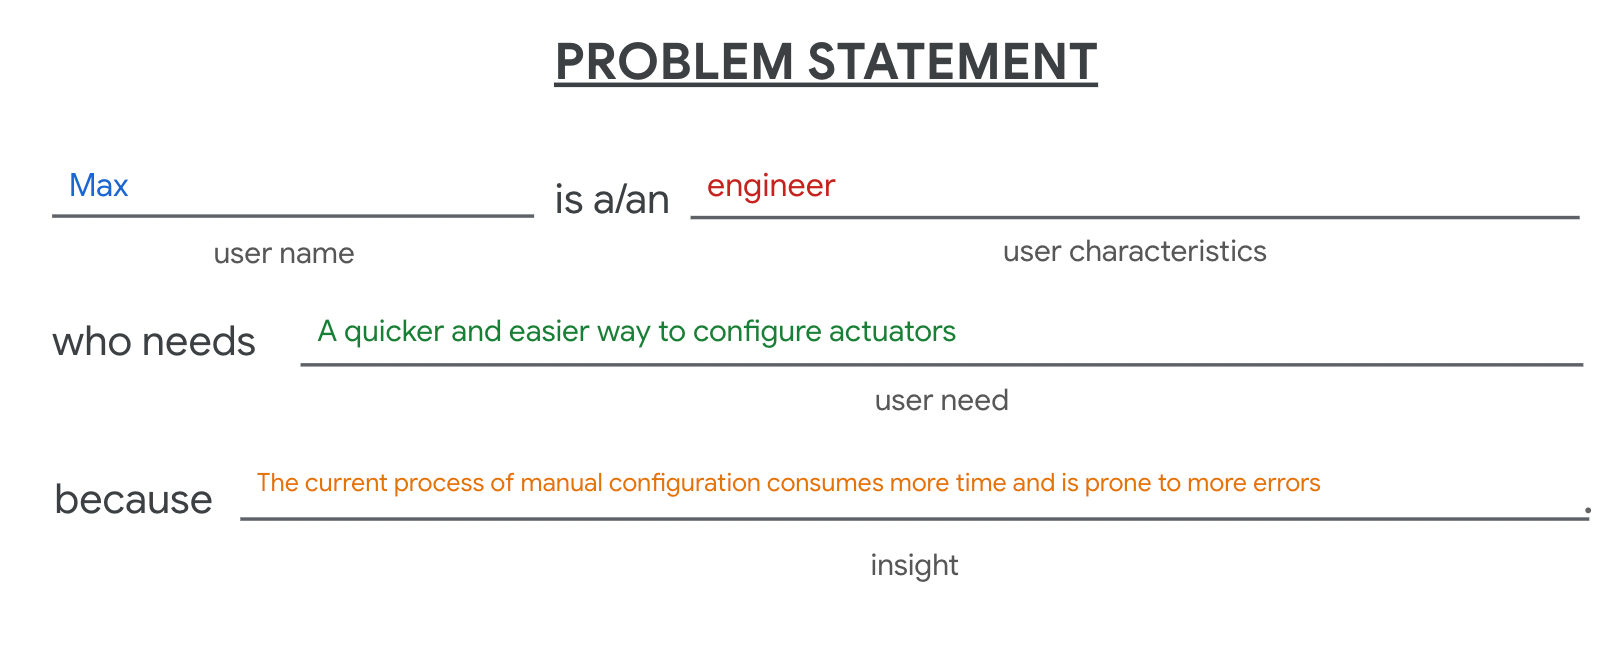 PROBLEM STATEMENT
Max is a/an engineer
user name user characteristics
who needs A quicker and easier way to configure actuators
user need
because The current process of manual configuration consumes more time and is prone to more errors.
insight